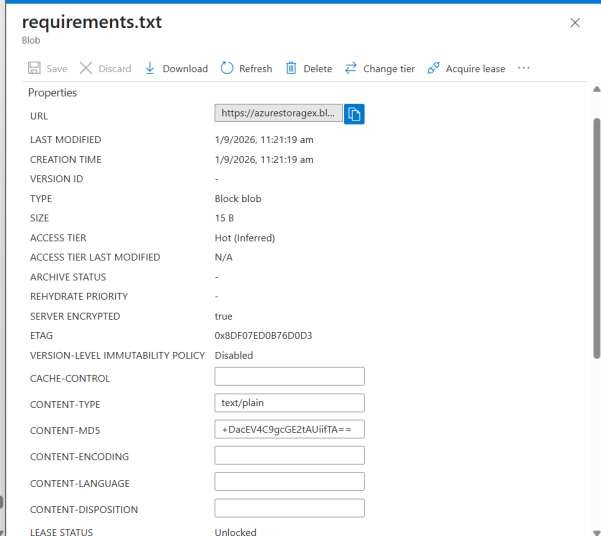 requirements.txt
Blob
Save Discard Download Refresh Delete Change tier Acquire lease ...
Properties
URL https://azurestoragex.bl...
LAST MODIFIED 1/9/2026, 11:21:19 am
CREATION TIME 1/9/2026, 11:21:19 am
VERSION ID -
TYPE Block blob
SIZE 15 B
ACCESS TIER Hot (Inferred)
ACCESS TIER LAST MODIFIED N/A
ARCHIVE STATUS -
REHYDRATE PRIORITY -
SERVER ENCRYPTED true
ETAG 0x8DF07ED0B76D0D3
VERSION-LEVEL IMMUTABILITY POLICY Disabled
CACHE-CONTROL
CONTENT-TYPE text/plain
CONTENT-MD5 +DacEV4C9gcGE2tAUiifTA==
CONTENT-ENCODING
CONTENT-LANGUAGE
CONTENT-DISPOSITION
LEASE STATUS Unlocked